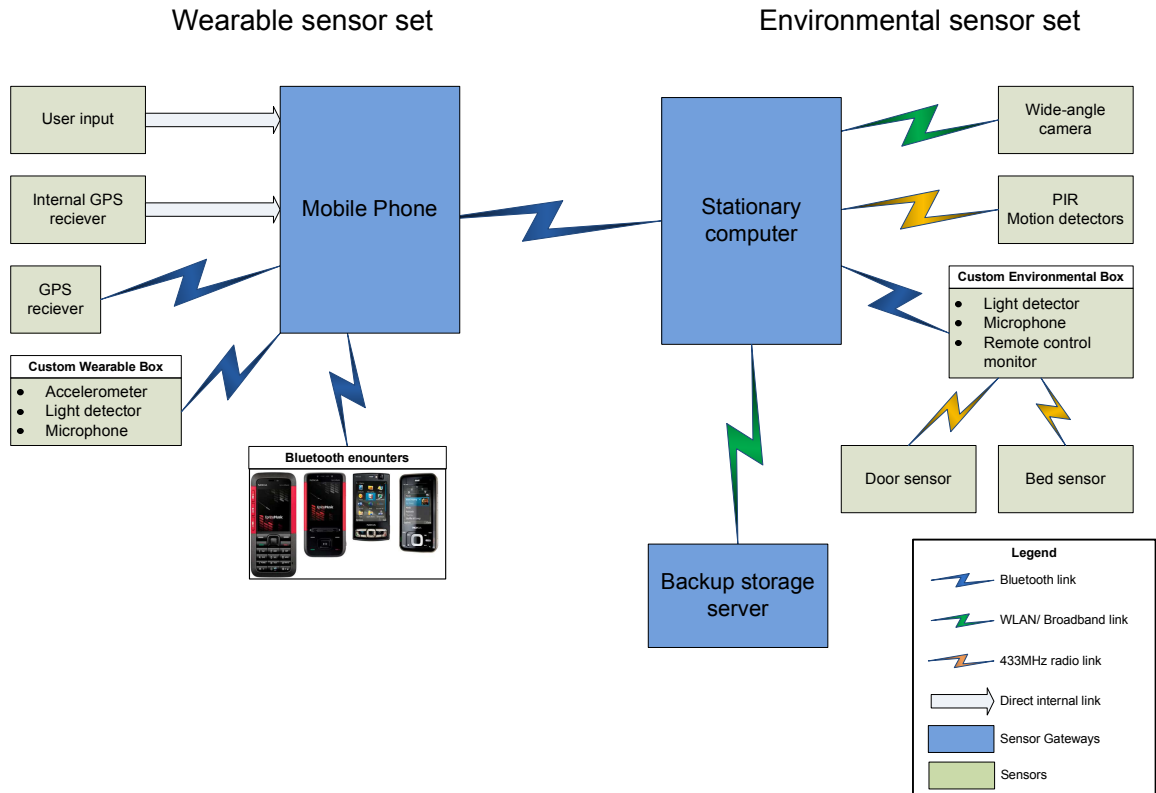 Wearable sensor set
Environmental sensor set
User input
Internal GPS
reciever
GPS
reciever
Mobile Phone
Custom Wearable Box
Accelerometer
Light detector
Microphone
Bluetooth enounters
Stationary
computer
Backup storage
server
Wide-angle
camera
PIR
Motion detectors
Custom Environmental Box
Light detector
Microphone
Remote control
monitor
Door sensor
Bed sensor
Legend
Bluetooth link
WLAN/ Broadband link
433MHz radio link
Direct internal link
Sensor Gateways
Sensors